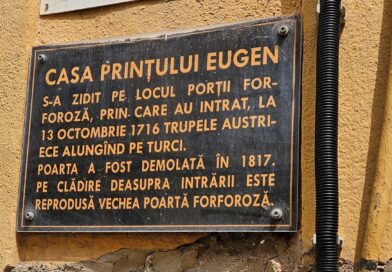 CASA PRINȚULUI EUGEN
S-A ZIDIT PE LOCUL PORȚII FOR-
FOROZĂ, PRIN CARE AU INTRAT, LA
13 OCTOMBRIE 1716 TRUPELE AUSTRI-
ECE ALUNGÎND PE TURCI.
POARTA A FOST DEMOLATĂ ÎN 1817.
PE CLĂDIRE DEASUPRA INTRĂRII ESTE
REPRODUSĂ VECHEA POARTĂ FORFOROZĂ.